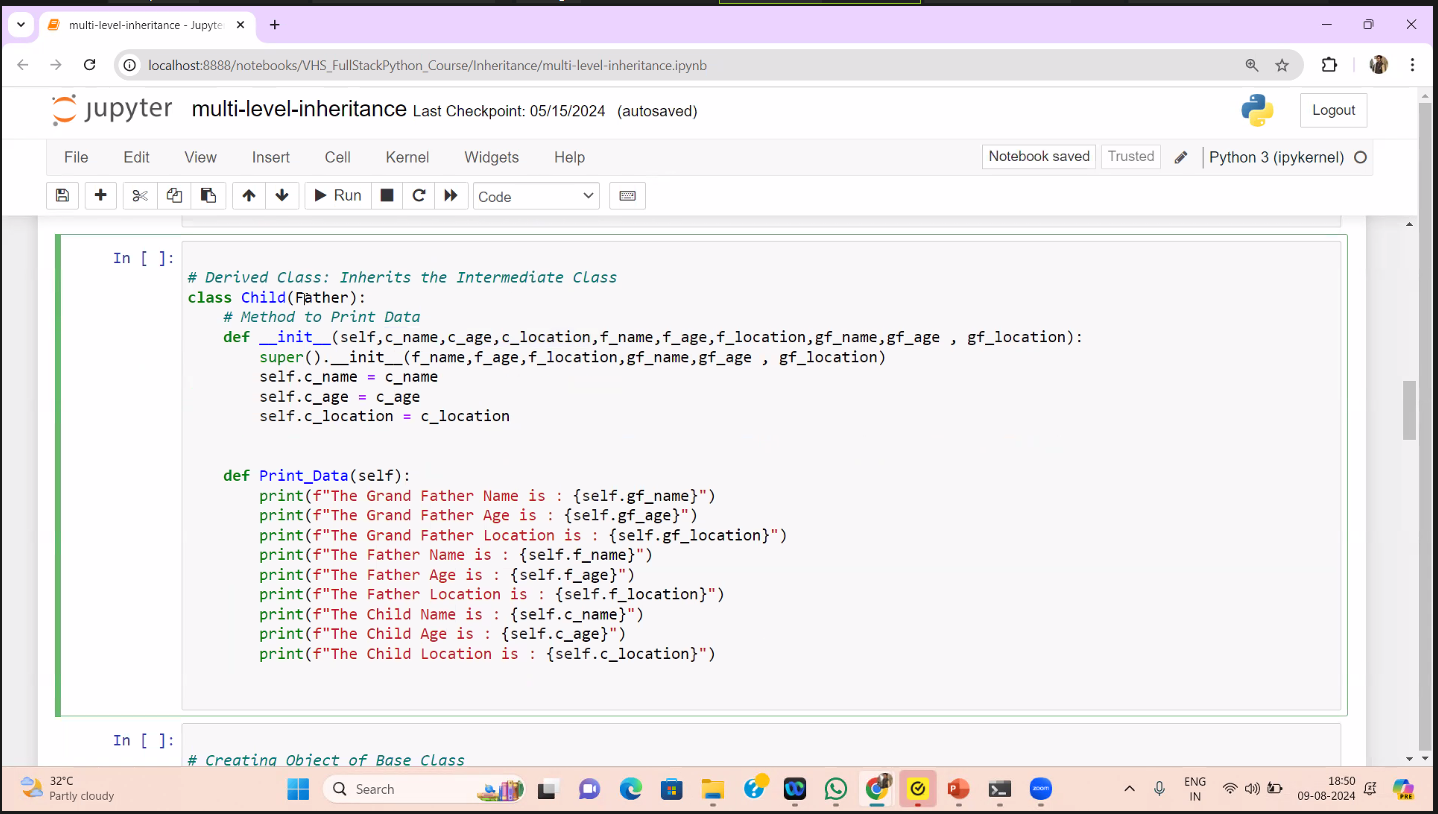 multi-level-inheritance - Jupyte
localhost:8888/notebooks/VHS_FullStackPython_Course/Inheritance/multi-level-inheritance.ipynb
jupyter multi-level-inheritance Last Checkpoint: 05/15/2024 (autosaved)
Logout
File Edit View Insert Cell Kernel Widgets Help
Notebook saved Trusted Python 3 (ipykernel)
Run Code
In [ ]:
# Derived Class: Inherits the Intermediate Class
class Child(Father):
    # Method to Print Data
    def __init__(self,c_name,c_age,c_location,f_name,f_age,f_location,gf_name,gf_age , gf_location):
        super().__init__(f_name,f_age,f_location,gf_name,gf_age , gf_location)
        self.c_name = c_name
        self.c_age = c_age
        self.c_location = c_location
    def Print_Data(self):
        print(f"The Grand Father Name is : {self.gf_name}")
        print(f"The Grand Father Age is : {self.gf_age}")
        print(f"The Grand Father Location is : {self.gf_location}")
        print(f"The Father Name is : {self.f_name}")
        print(f"The Father Age is : {self.f_age}")
        print(f"The Father Location is : {self.f_location}")
        print(f"The Child Name is : {self.c_name}")
        print(f"The Child Age is : {self.c_age}")
        print(f"The Child Location is : {self.c_location}")
In [ ]:
# Creating Object of Base Class
32°C
Partly cloudy
Search
zoom
ENG
IN
18:50
09-08-2024
PRE